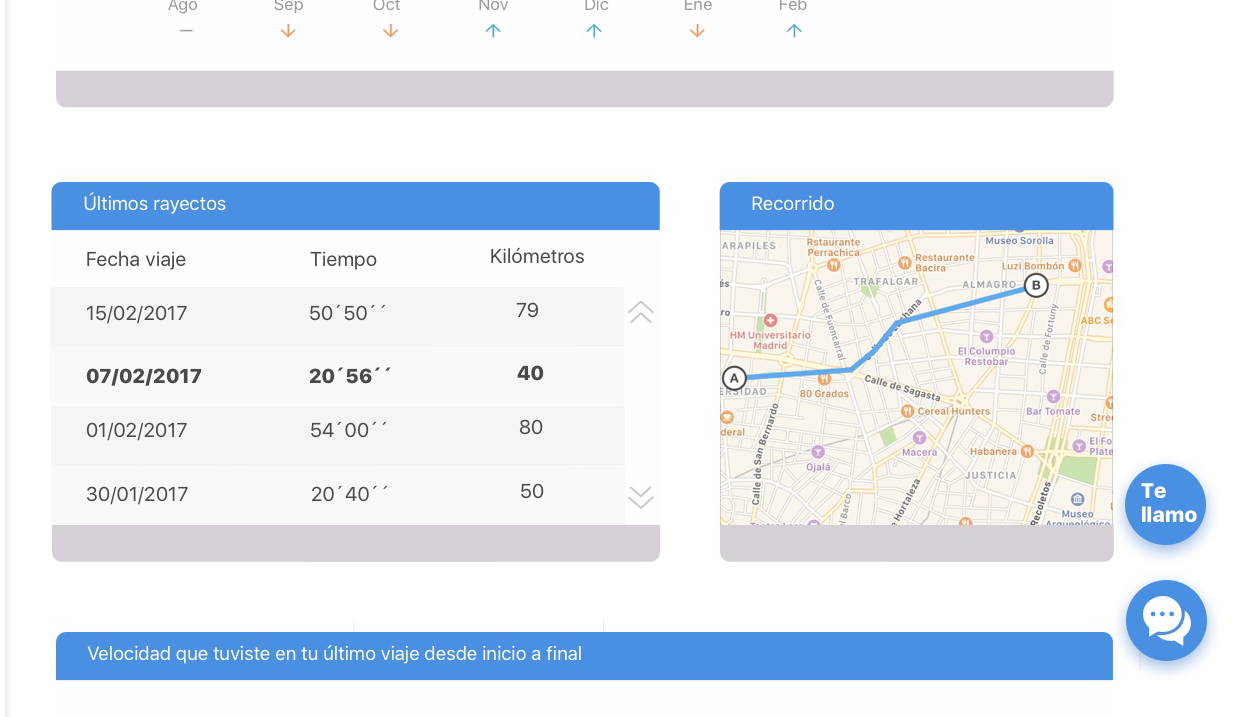 Ago Sep Oct Nov Dic Ene Feb
Últimos rayectos
Fecha viaje Tiempo Kilómetros
15/02/2017 50´50´´ 79
07/02/2017 20´56´´ 40
01/02/2017 54´00´´ 80
30/01/2017 20´40´´ 50
Recorrido
ARAPILES
Rstaurante
Perrachica
Museo Sorolla
Restaurante
Bacira
Luzi Bombón
TRAFALGAR
ALMAGRO
B
Calle de Fuencarral
Calle de Fortuny
ABC Se
HM Universitario
Madrid
El Columpio
Restobar
A
ERSIDAD
80 Grados
Calle de Sagasta
Cereal Hunters
Bar Tomate
Stree
deral
Calle de San Bernardo
Macera
Habanera
El Fo
Plate
Ojalá
JUSTICIA
l Barco
Hortaleza
Recoletos
Museo
Arqueológico
Te
llamo
Velocidad que tuviste en tu último viaje desde inicio a final